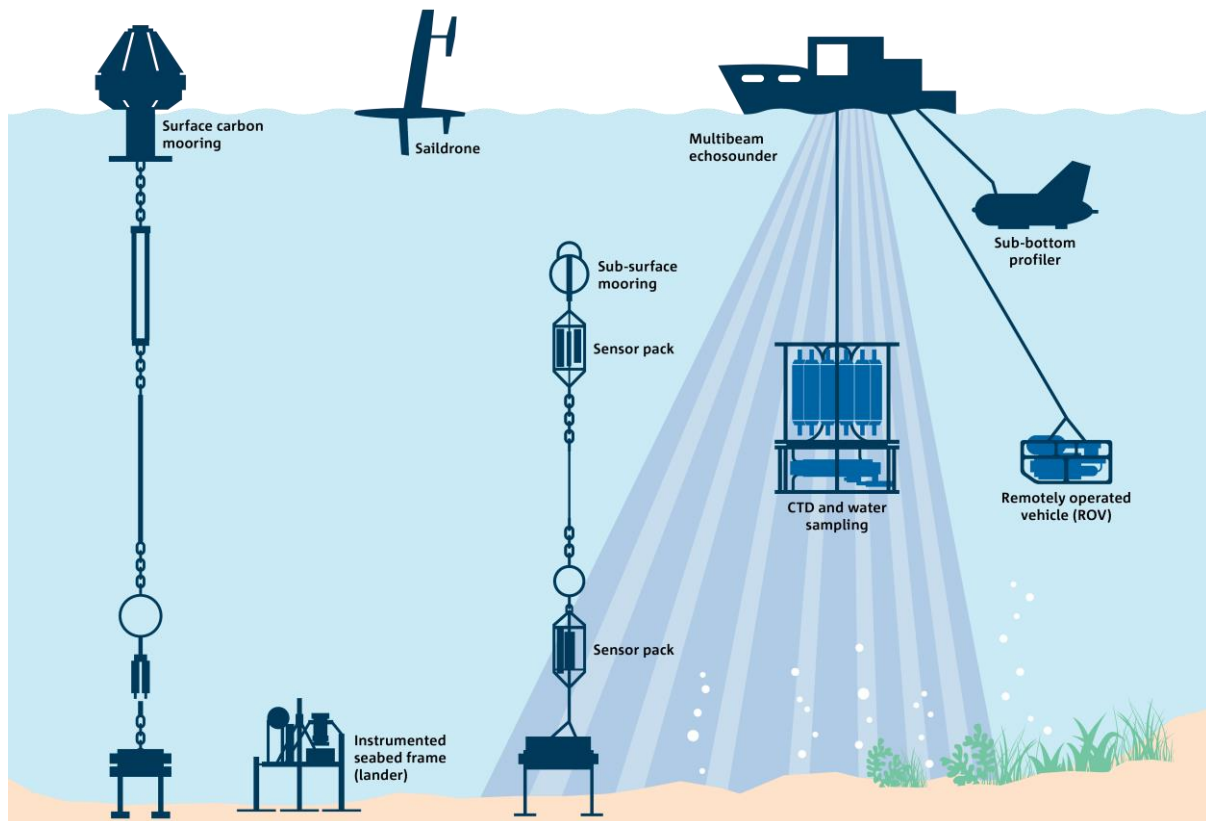 Surface carbon
mooring
Saildrone
Multibeam
echosounder
Sub-bottom
profiler
Sub-surface
mooring
Sensor pack
Remotely operated
vehicle (ROV)
CTD and water
sampling
Sensor pack
Instrumented
seabed frame
(lander)